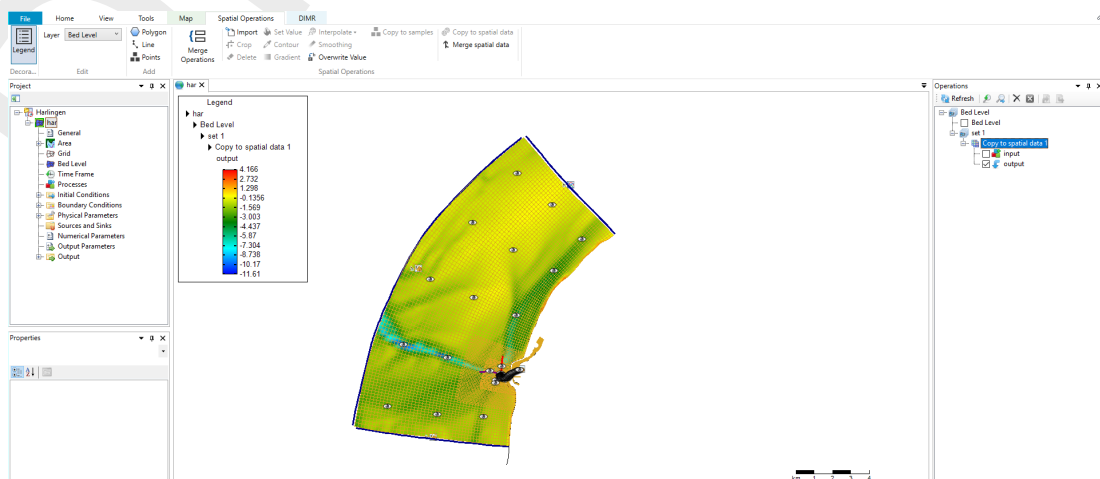 File Home View Tools Map Spatial Operations DIMR
Legend
Layer Bed Level
Polygon
Line
Points
Merge
Operations
Import Set Value Interpolate Copy to samples Copy to spatial data
Crop Contour Smoothing Merge spatial data
Delete Gradient Overwrite Value
Decora... Edit Add Spatial Operations
Project
Harlingen
har
General
Area
Grid
Bed Level
Time Frame
Processes
Initial Conditions
Boundary Conditions
Physical Parameters
Sources and Sinks
Numerical Parameters
Output Parameters
Output
Properties
har
Legend
har
Bed Level
set 1
Copy to spatial data 1
output
4.166
2.732
1.298
-0.1356
-1.569
-3.003
-4.437
-5.87
-7.304
-8.738
-10.17
-11.61
km 1 2 3 4
Operations
Refresh
Bed Level
Bed Level
set 1
Copy to spatial data 1
input
output